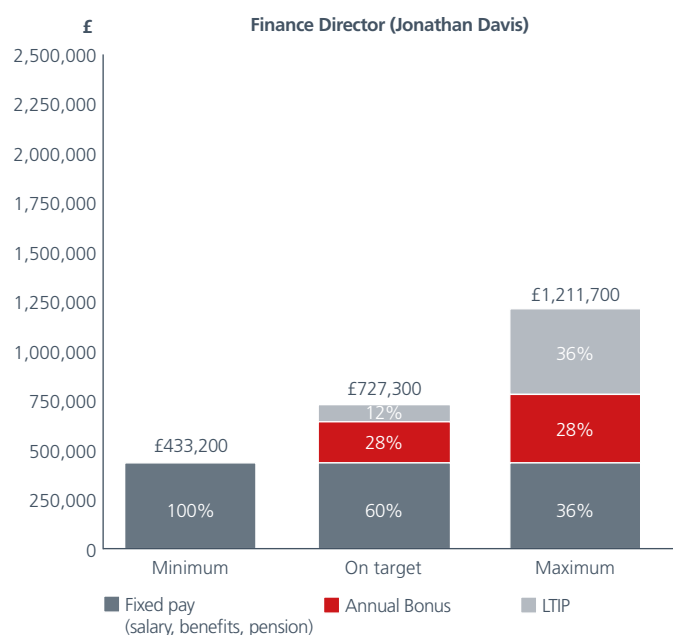 £
Finance Director (Jonathan Davis)
2,500,000
2,250,000
2,000,000
1,750,000
1,500,000
1,250,000
1,000,000
750,000
500,000
250,000
0
£433,200
100%
£727,300
12%
28%
60%
£1,211,700
36%
28%
36%
Minimum
On target
Maximum
Fixed pay
(salary, benefits, pension)
Annual Bonus
LTIP